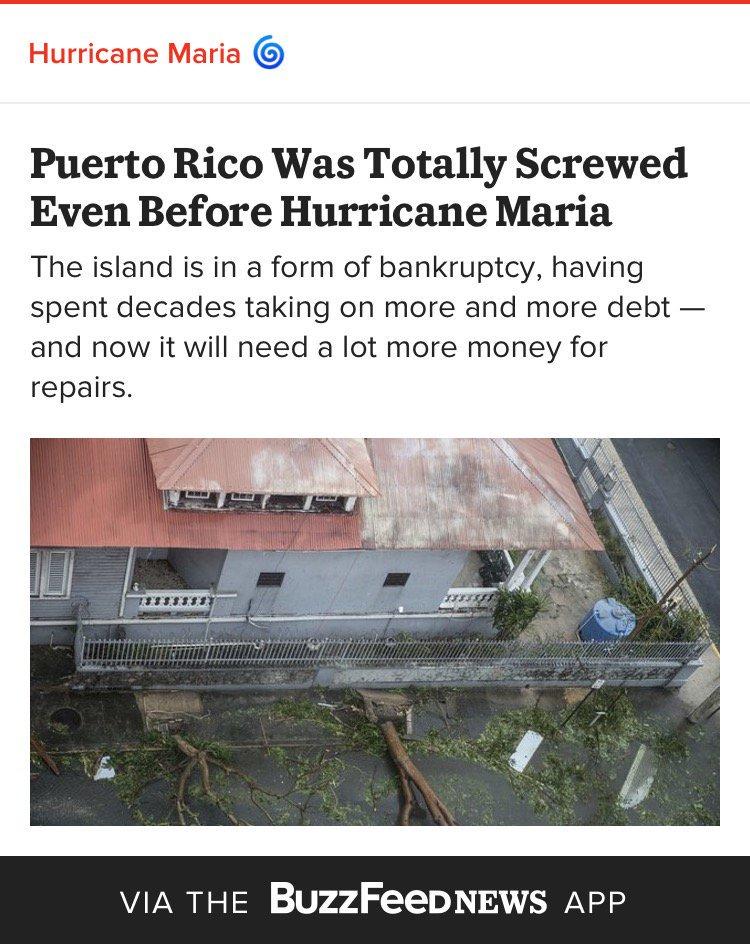 Hurricane Maria 🌀
Puerto Rico Was Totally Screwed
Even Before Hurricane Maria
The island is in a form of bankruptcy, having
spent decades taking on more and more debt —
and now it will need a lot more money for
repairs.
VIA THE BuzzFeed NEWS APP